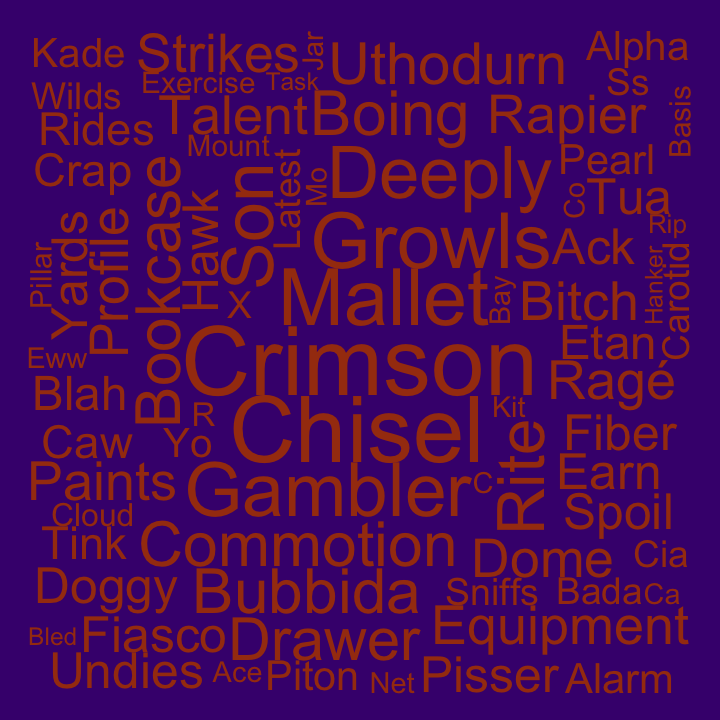 Kade
Strikes
Jar
Uthodurn
Alpha
Wilds
Exercise
Task
Ss
Rides
Talent
Boing
Rapier
Basis
Crap
Mount
Deeply
Pearl
Bookcase
Son
Latest
Mo
Co
Tua
Yards
Profile
Hawk
Growls
Ack
Rip
Pillar
X
Mallet
Bay
Bitch
Hanker
Carotid
Eww
Crimson
Etan
Blah
R
Chisel
Kit
Ragé
Caw
Yo
Rite
Fiber
Paints
Gambler
C
Earn
Cloud
Spoil
Tink
Commotion
Dome
Cia
Doggy
Bubbida
Sniffs
Bada
Ca
Bled
Fiasco
Drawer
Equipment
Undies
Ace
Piton
Net
Pisser
Alarm